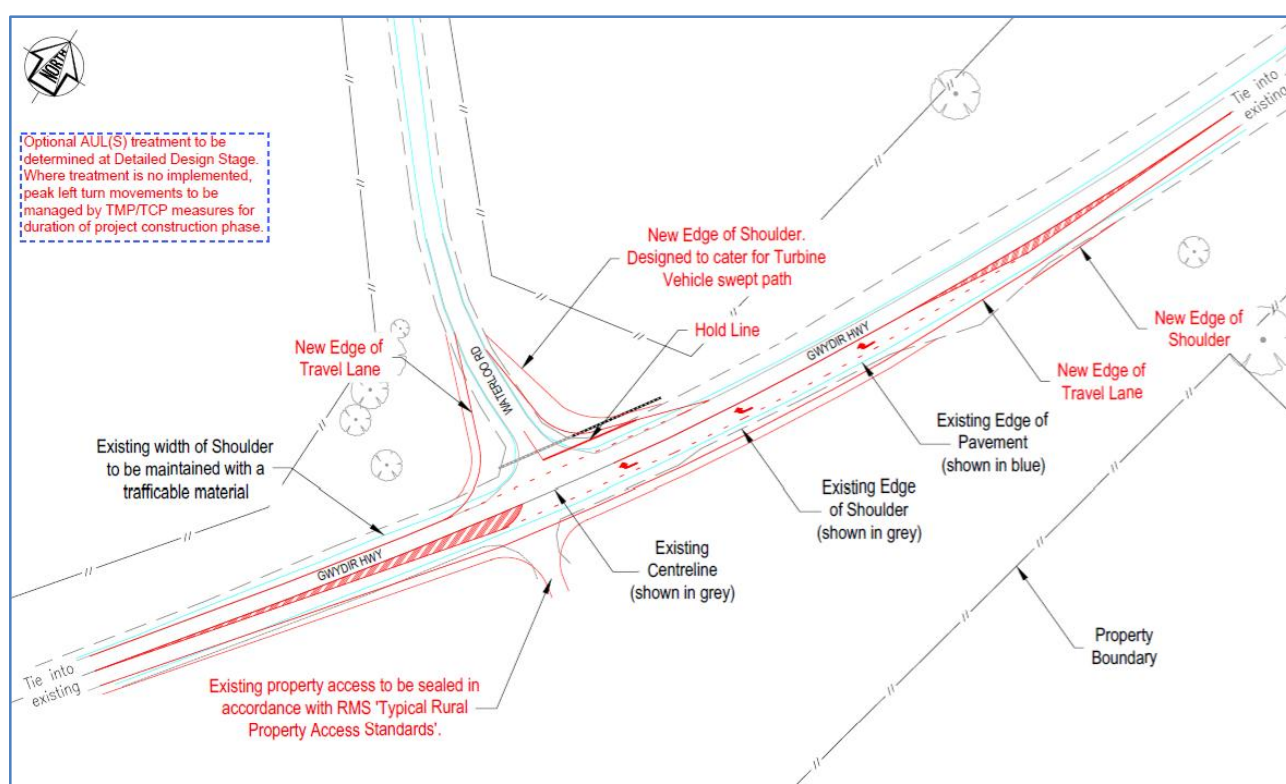 NORTH
Optional AUL(S) treatment to be
determined at Detailed Design Stage.
Where treatment is no implemented,
peak left turn movements to be
managed by TMP/TCP measures for
duration of project construction phase.
Tie into
existing
New Edge of Shoulder.
Designed to cater for Turbine
Vehicle swept path
Hold Line
GWYDIR HWY
New Edge of
Shoulder
New Edge of
Travel Lane
WATERLOO RD
New Edge of
Travel Lane
Existing Edge of
Pavement
(shown in blue)
Existing width of Shoulder
to be maintained with a
trafficable material
Existing Edge
of Shoulder
(shown in grey)
Existing
Centreline
(shown in grey)
GWYDIR HWY
Property
Boundary
Tie into
existing
Existing property access to be sealed in
accordance with RMS 'Typical Rural
Property Access Standards'.